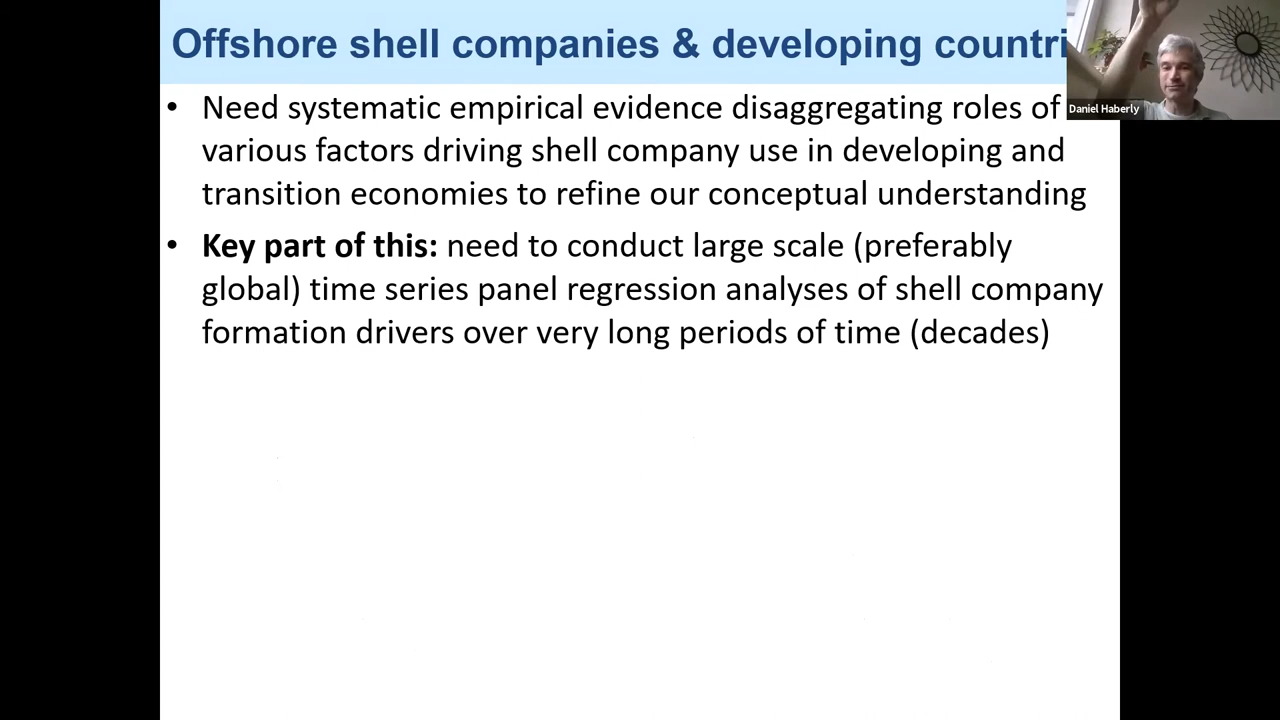 Offshore shell companies & developing countri
Daniel Haberly
• Need systematic empirical evidence disaggregating roles of
various factors driving shell company use in developing and
transition economies to refine our conceptual understanding
• Key part of this: need to conduct large scale (preferably
global) time series panel regression analyses of shell company
formation drivers over very long periods of time (decades)